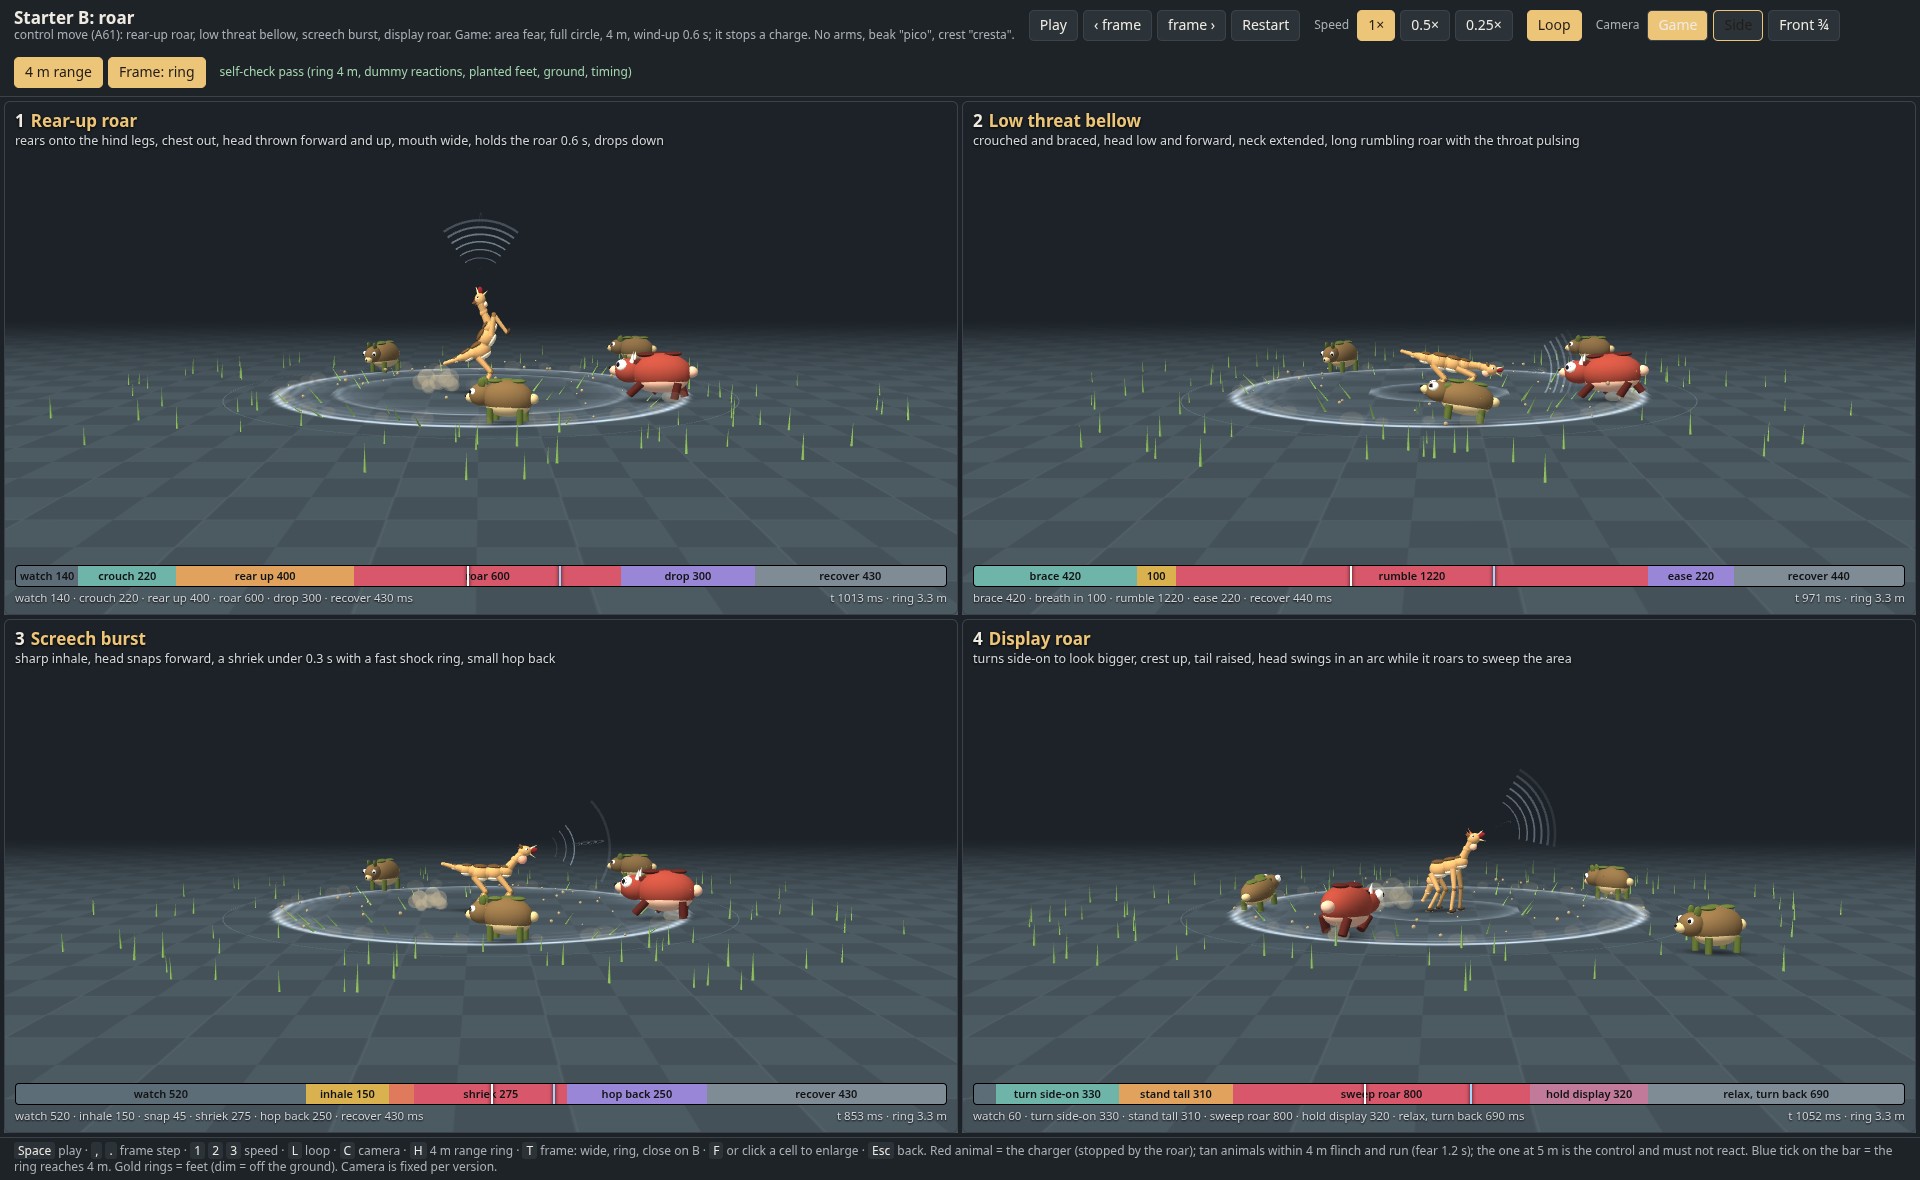 Starter B: roar
control move (A61): rear-up roar, low threat bellow, screech burst, display roar. Game: area fear, full circle, 4 m, wind-up 0.6 s; it stops a charge. No arms, beak "pico", crest "cresta".
Play ‹ frame frame › Restart Speed 1× 0.5× 0.25× Loop Camera Game Side Front ¾
4 m range Frame: ring self-check pass (ring 4 m, dummy reactions, planted feet, ground, timing)
1 Rear-up roar
rears onto the hind legs, chest out, head thrown forward and up, mouth wide, holds the roar 0.6 s, drops down
watch 140 crouch 220 rear up 400 roar 600 drop 300 recover 430
watch 140 · crouch 220 · rear up 400 · roar 600 · drop 300 · recover 430 ms t 1013 ms · ring 3.3 m
2 Low threat bellow
crouched and braced, head low and forward, neck extended, long rumbling roar with the throat pulsing
brace 420 100 rumble 1220 ease 220 recover 440
brace 420 · breath in 100 · rumble 1220 · ease 220 · recover 440 ms t 971 ms · ring 3.3 m
3 Screech burst
sharp inhale, head snaps forward, a shriek under 0.3 s with a fast shock ring, small hop back
watch 520 inhale 150 shriek 275 hop back 250 recover 430
watch 520 · inhale 150 · snap 45 · shriek 275 · hop back 250 · recover 430 ms t 853 ms · ring 3.3 m
4 Display roar
turns side-on to look bigger, crest up, tail raised, head swings in an arc while it roars to sweep the area
turn side-on 330 stand tall 310 sweep roar 800 hold display 320 relax, turn back 690
watch 60 · turn side-on 330 · stand tall 310 · sweep roar 800 · hold display 320 · relax, turn back 690 ms t 1052 ms · ring 3.3 m
Space play · , . frame step · 1 2 3 speed · L loop · C camera · H 4 m range ring · T frame: wide, ring, close on B · F or click a cell to enlarge · Esc back. Red animal = the charger (stopped by the roar); tan animals within 4 m flinch and run (fear 1.2 s); the one at 5 m is the control and must not react. Blue tick on the bar = the
ring reaches 4 m. Gold rings = feet (dim = off the ground). Camera is fixed per version.